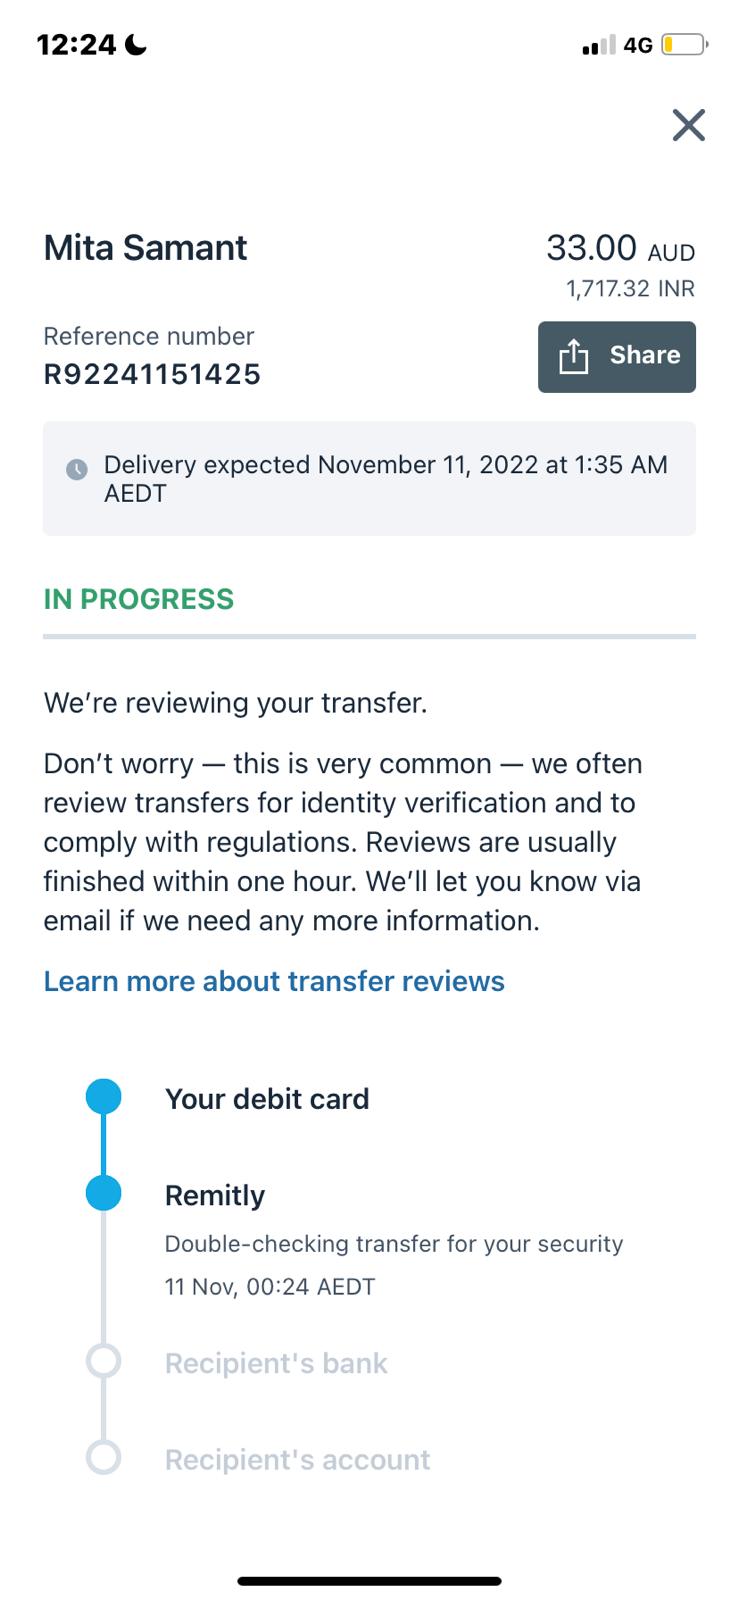 12:24
4G
Mita Samant
33.00 AUD
1,717.32 INR
Reference number
R92241151425
Share
Delivery expected November 11, 2022 at 1:35 AM
AEDT
IN PROGRESS
We’re reviewing your transfer.
Don’t worry — this is very common — we often
review transfers for identity verification and to
comply with regulations. Reviews are usually
finished within one hour. We’ll let you know via
email if we need any more information.
Learn more about transfer reviews
Your debit card
Remitly
Double-checking transfer for your security
11 Nov, 00:24 AEDT
Recipient's bank
Recipient's account